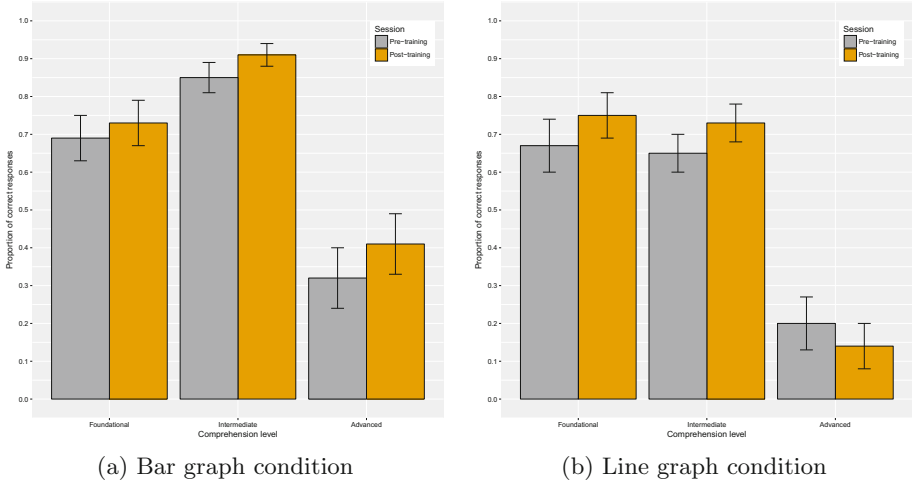 1.0
0.9
0.8
0.7
0.6
0.5
0.4
0.3
0.2
0.1
0.0
Proportion of correct responses
Session
Pre−training
Post−training
Foundational Intermediate Advanced
Comprehension level
(a) Bar graph condition
1.0
0.9
0.8
0.7
0.6
0.5
0.4
0.3
0.2
0.1
0.0
Proportion of correct responses
Session
Pre−training
Post−training
Foundational Intermediate Advanced
Comprehension level
(b) Line graph condition